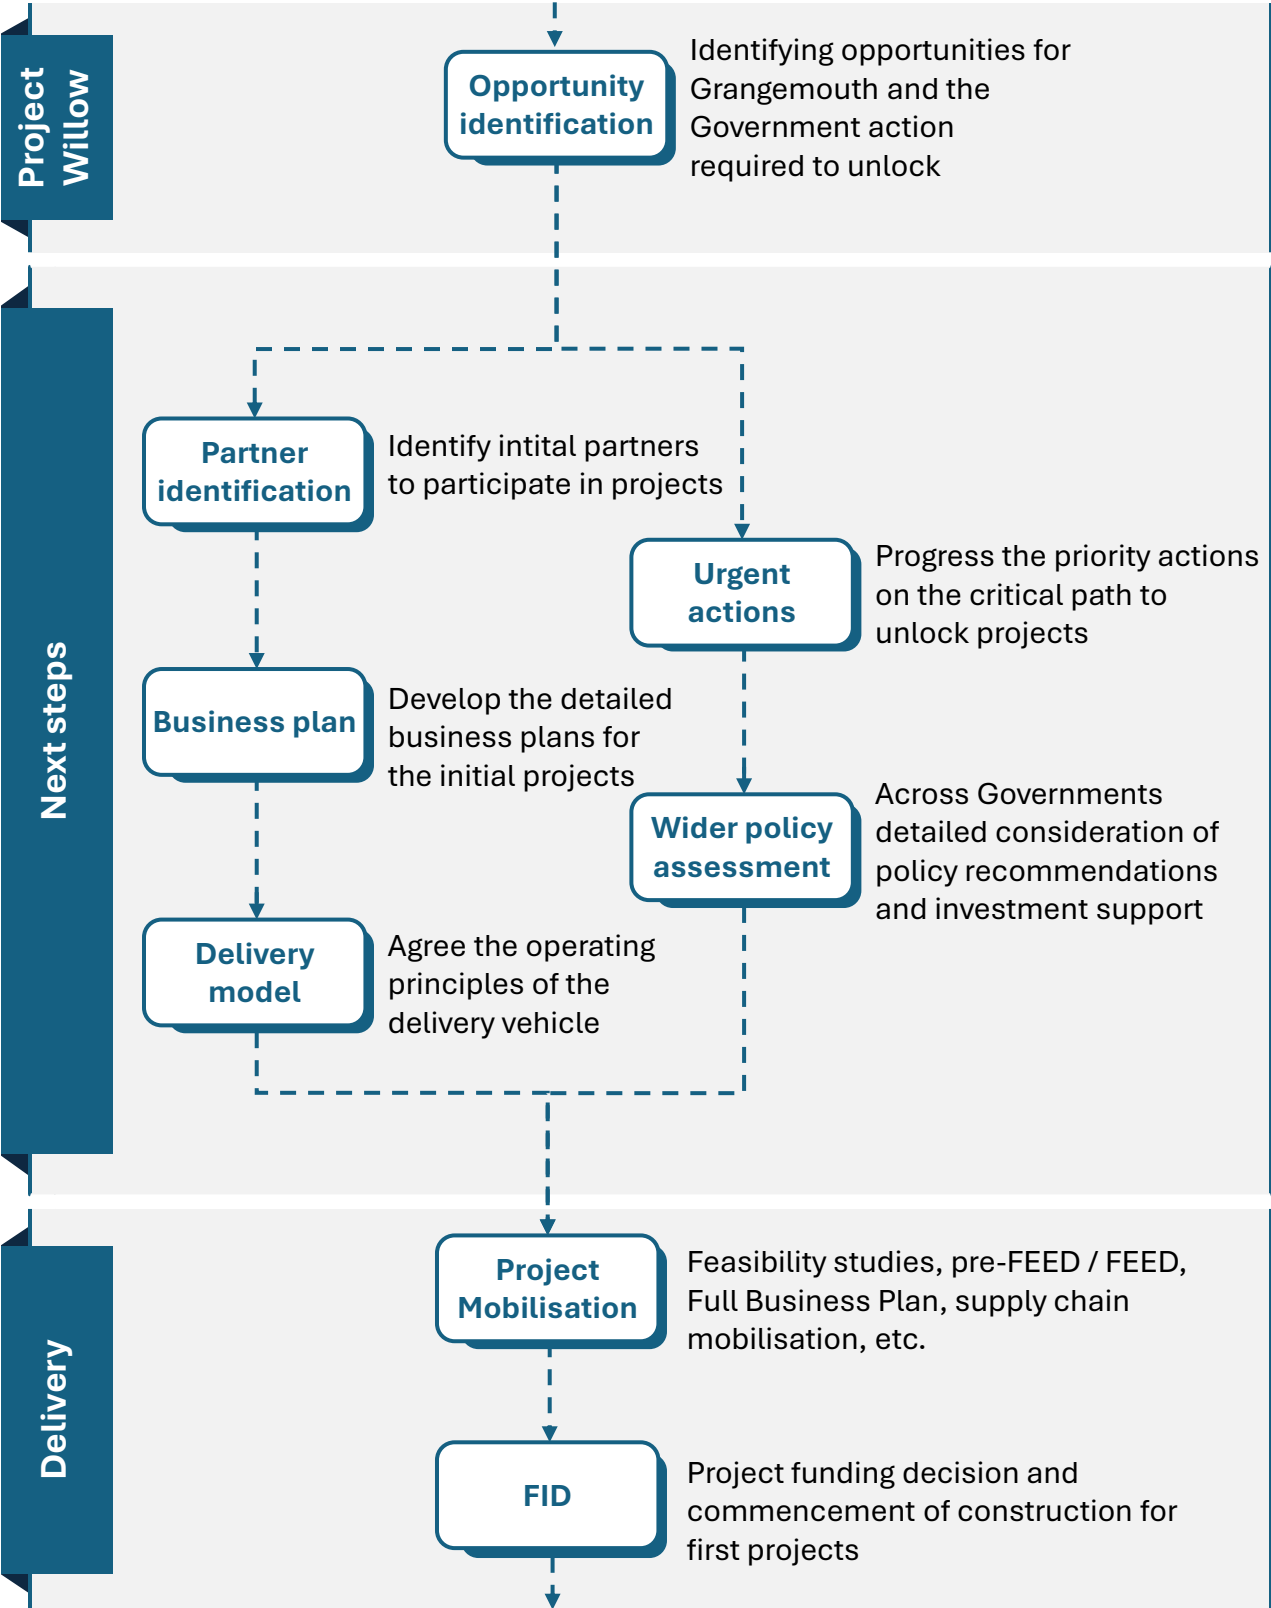 Project
Willow
Opportunity
identification
Identifying opportunities for
Grangemouth and the
Government action
required to unlock
Next steps
Partner
identification
Identify intital partners
to participate in projects
Urgent
actions
Progress the priority actions
on the critical path to
unlock projects
Business plan
Develop the detailed
business plans for
the initial projects
Wider policy
assessment
Across Governments
detailed consideration of
policy recommendations
and investment support
Delivery
model
Agree the operating
principles of the
delivery vehicle
Delivery
Project
Mobilisation
Feasibility studies, pre-FEED / FEED,
Full Business Plan, supply chain
mobilisation, etc.
FID
Project funding decision and
commencement of construction for
first projects